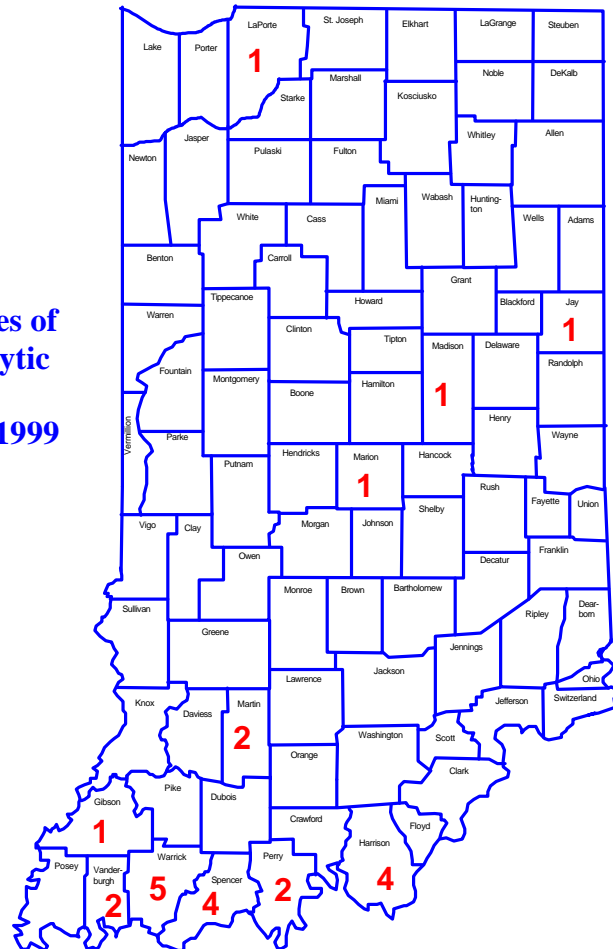 LaPorte
St. Joseph
Elkhart
LaGrange
Steuben
Lake
Porter
1
Noble
DeKalb
Marshall
Starke
Kosciusko
Jasper
Whitley
Allen
Newton
Pulaski
Fulton
Miami
Wabash
Hunting-
ton
White
Cass
Wells
Adams
Benton
Carroll
Grant
Tippecanoe
Howard
Blackford
Jay
1
Warren
es of
Clinton
Tipton
Madison
Delaware
ytic
Randolph
Fountain
Montgomery
Boone
Hamilton
1
Henry
1999
Vermillion
Parke
Wayne
Putnam
Hendricks
Marion
1
Hancock
Rush
Fayette
Union
Shelby
Vigo
Clay
Morgan
Johnson
Franklin
Owen
Decatur
Monroe
Brown
Bartholomew
Sullivan
Ripley
Dear-
born
Greene
Jennings
Lawrence
Jackson
Ohio
Knox
Daviess
Martin
2
Jefferson
Switzerland
Washington
Scott
Orange
Clark
Pike
Dubois
Gibson
1
Crawford
Floyd
Harrison
4
Posey
Vander-
burgh
2
Warrick
5
Spencer
4
Perry
2